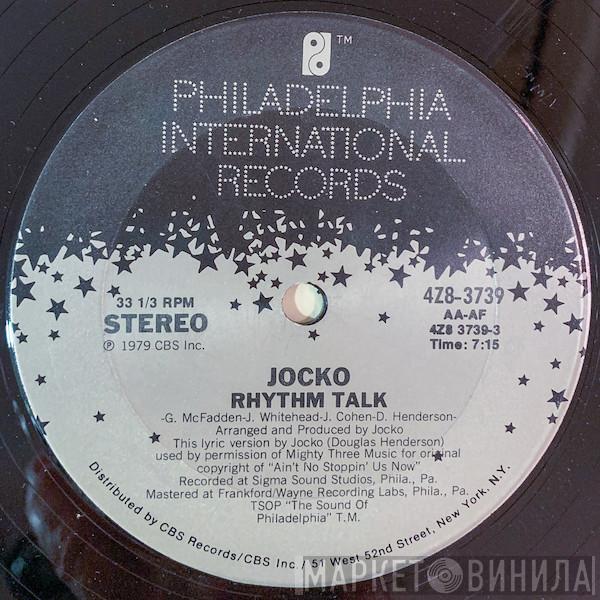 TM
PHILADELPHIA
INTERNATIONAL
RECORDS
33 1/3 RPM
STEREO
℗ 1979 CBS Inc.
4Z8-3739
AA-AF
4Z8 3739-3
Time: 7:15
JOCKO
RHYTHM TALK
-G. McFadden-J. Whitehead-J. Cohen-D. Henderson-
Arranged and Produced by Jocko
This lyric version by Jocko (Douglas Henderson)
used by permission of Mighty Three Music for original
copyright of "Ain't No Stoppin' Us Now"
Recorded at Sigma Sound Studios, Phila., Pa.
Mastered at Frankford/Wayne Recording Labs, Phila., Pa.
TSOP "The Sound Of
Philadelphia" T.M.
Distributed by CBS Records/CBS Inc./51 West 52nd Street, New York, N.Y.
МАРКЕТ ВИНИЛА